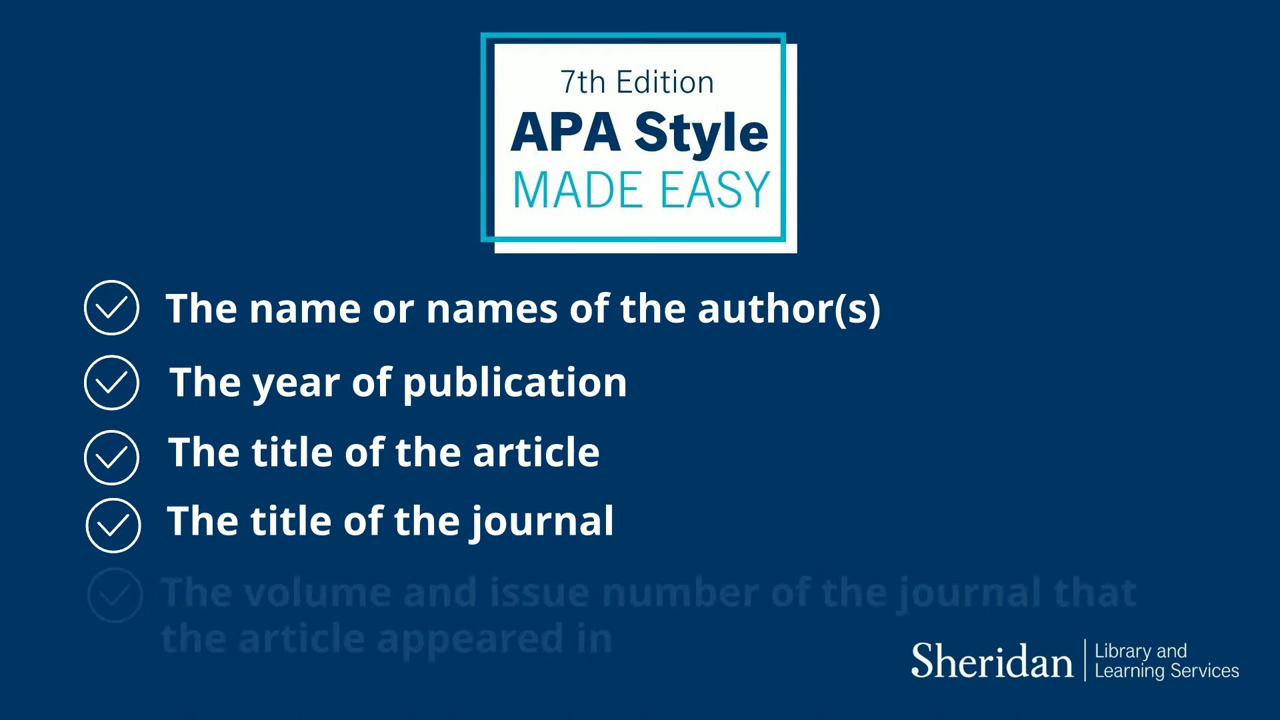 7th Edition
APA Style
MADE EASY
The name or names of the author(s)
The year of publication
The title of the article
The title of the journal
The volume and issue number of the journal that
the article appeared in
Sheridan
Library and
Learning Services